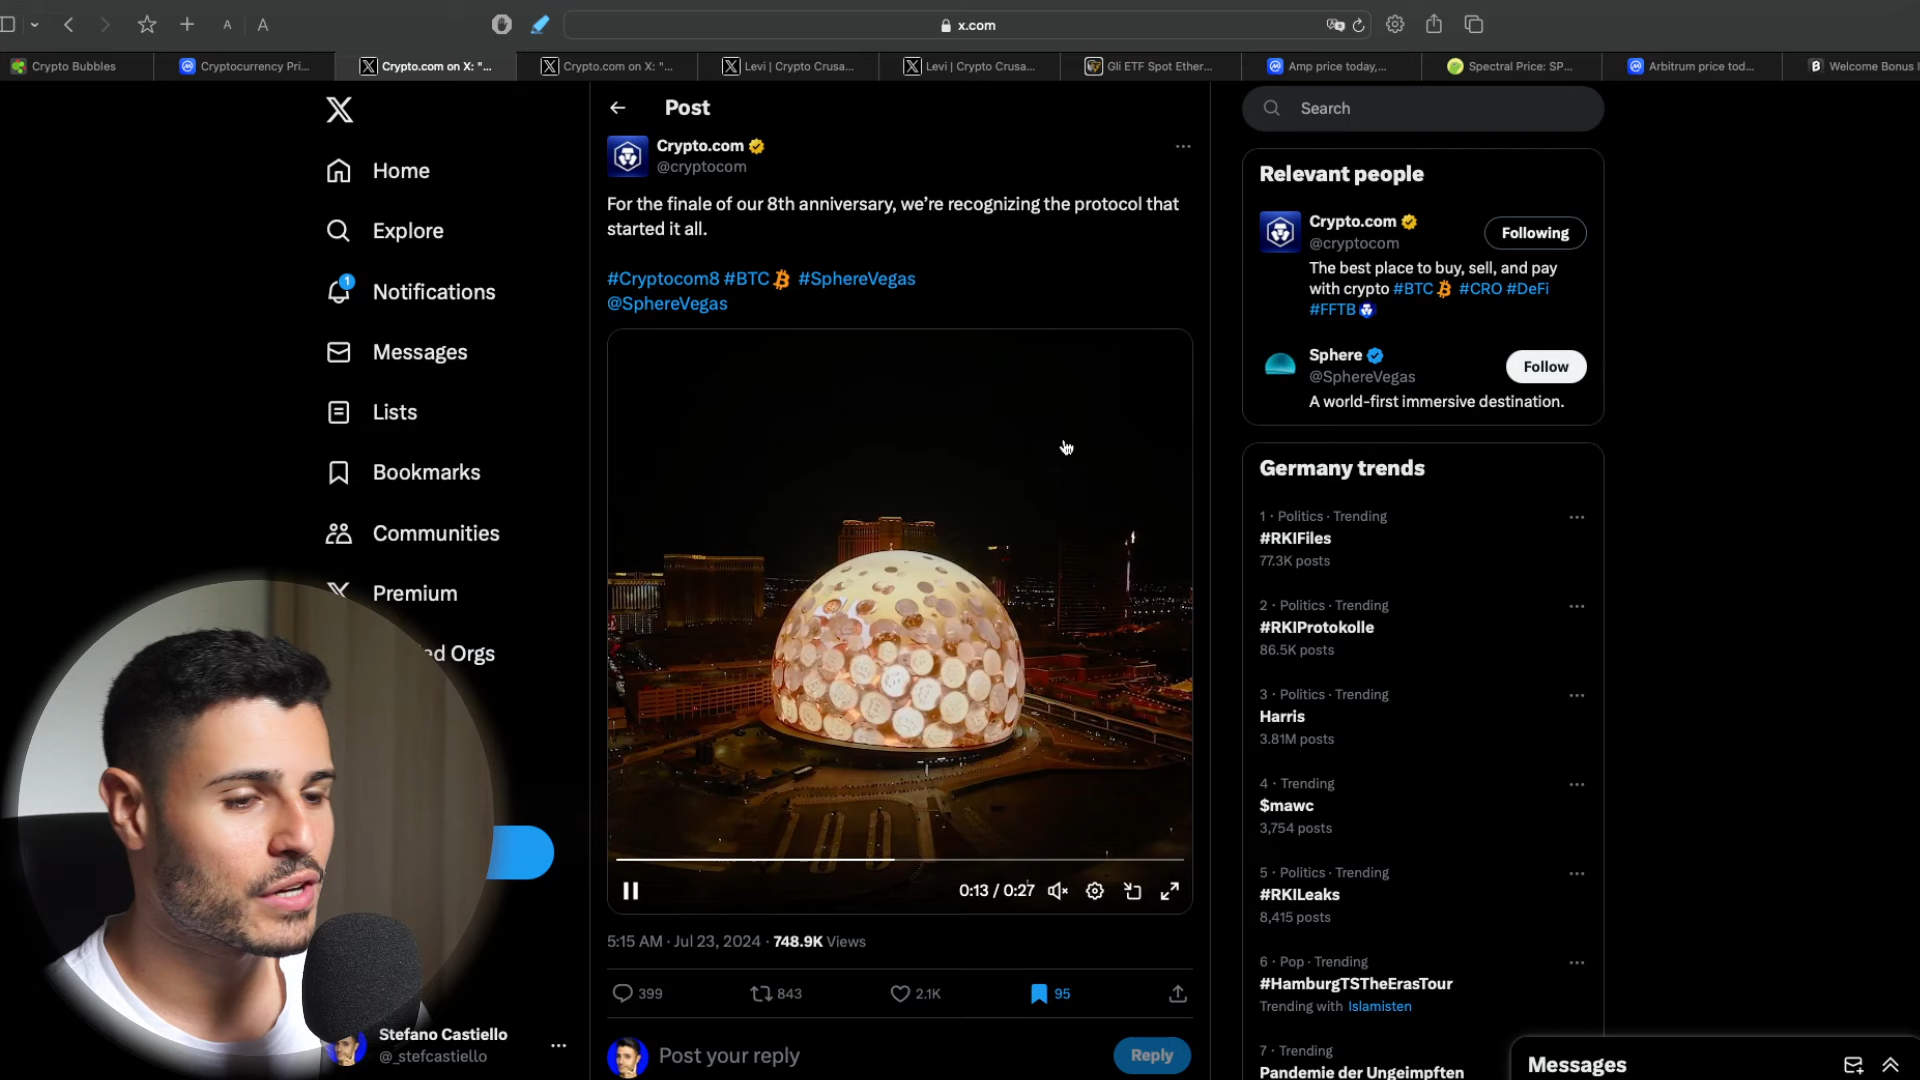 A
A
x.com
Crypto Bubbles
Cryptocurrency Pri...
Crypto.com on X: "...
Crypto.com on X: "...
Levi | Crypto Crusa...
Levi | Crypto Crusa...
Gli ETF Spot Ether...
Amp price today,...
Spectral Price: SP...
Arbitrum price tod...
Welcome Bonus
Home
Explore
1
Notifications
Messages
Lists
Bookmarks
Communities
Premium
ed Orgs
Stefano Castiello
@_stefcastiello
Post
Crypto.com
@cryptocom
For the finale of our 8th anniversary, we're recognizing the protocol that
started it all.
#Cryptocom8 #BTC #SphereVegas
@SphereVegas
0:13 / 0:27
5:15 AM · Jul 23, 2024 · 748.9K Views
399
843
2.1K
95
Post your reply
Reply
Search
Relevant people
Crypto.com
@cryptocom
Following
The best place to buy, sell, and pay
with crypto #BTC #CRO #DeFi
#FFTB
Sphere
@SphereVegas
Follow
A world-first immersive destination.
Germany trends
1 · Politics · Trending
#RKIFiles
77.3K posts
2 · Politics · Trending
#RKIProtokolle
86.5K posts
3 · Politics · Trending
Harris
3.81M posts
4 · Trending
$mawc
3,754 posts
5 · Politics · Trending
#RKILeaks
8,415 posts
6 · Pop · Trending
#HamburgTSTheErasTour
Trending with Islamisten
7 · Trending
Pandemie der Ungeimpften
Messages